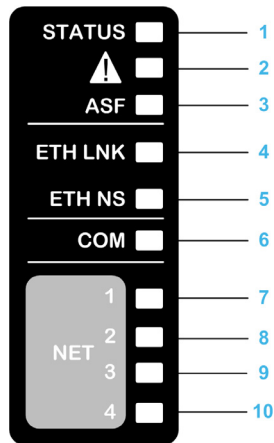 STATUS 1
2
ASF 3
ETH LNK 4
ETH NS 5
COM 6
1 7
2 8
NET
3 9
4 10